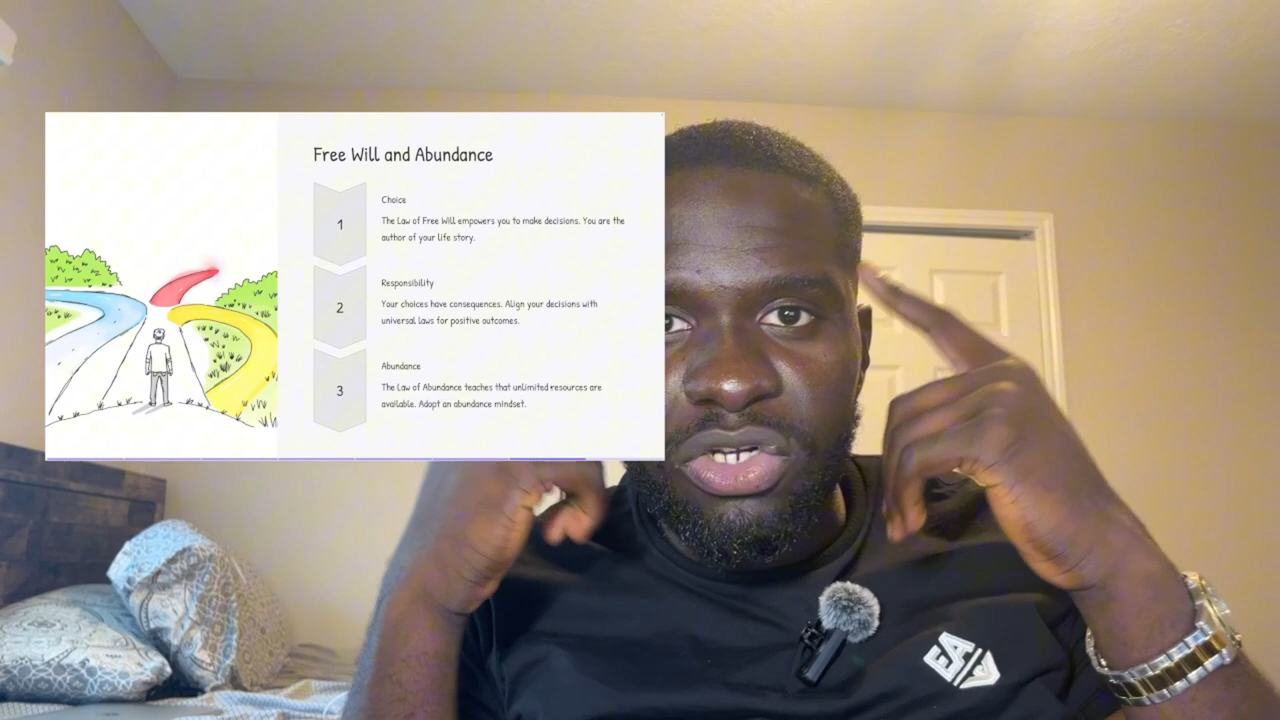 Free Will and Abundance
1
Choice
The Law of Free Will empowers you to make decisions. You are the
author of your life story.
2
Responsibility
Your choices have consequences. Align your decisions with
universal laws for positive outcomes.
3
Abundance
The Law of Abundance teaches that unlimited resources are
available. Adopt an abundance mindset.
EA